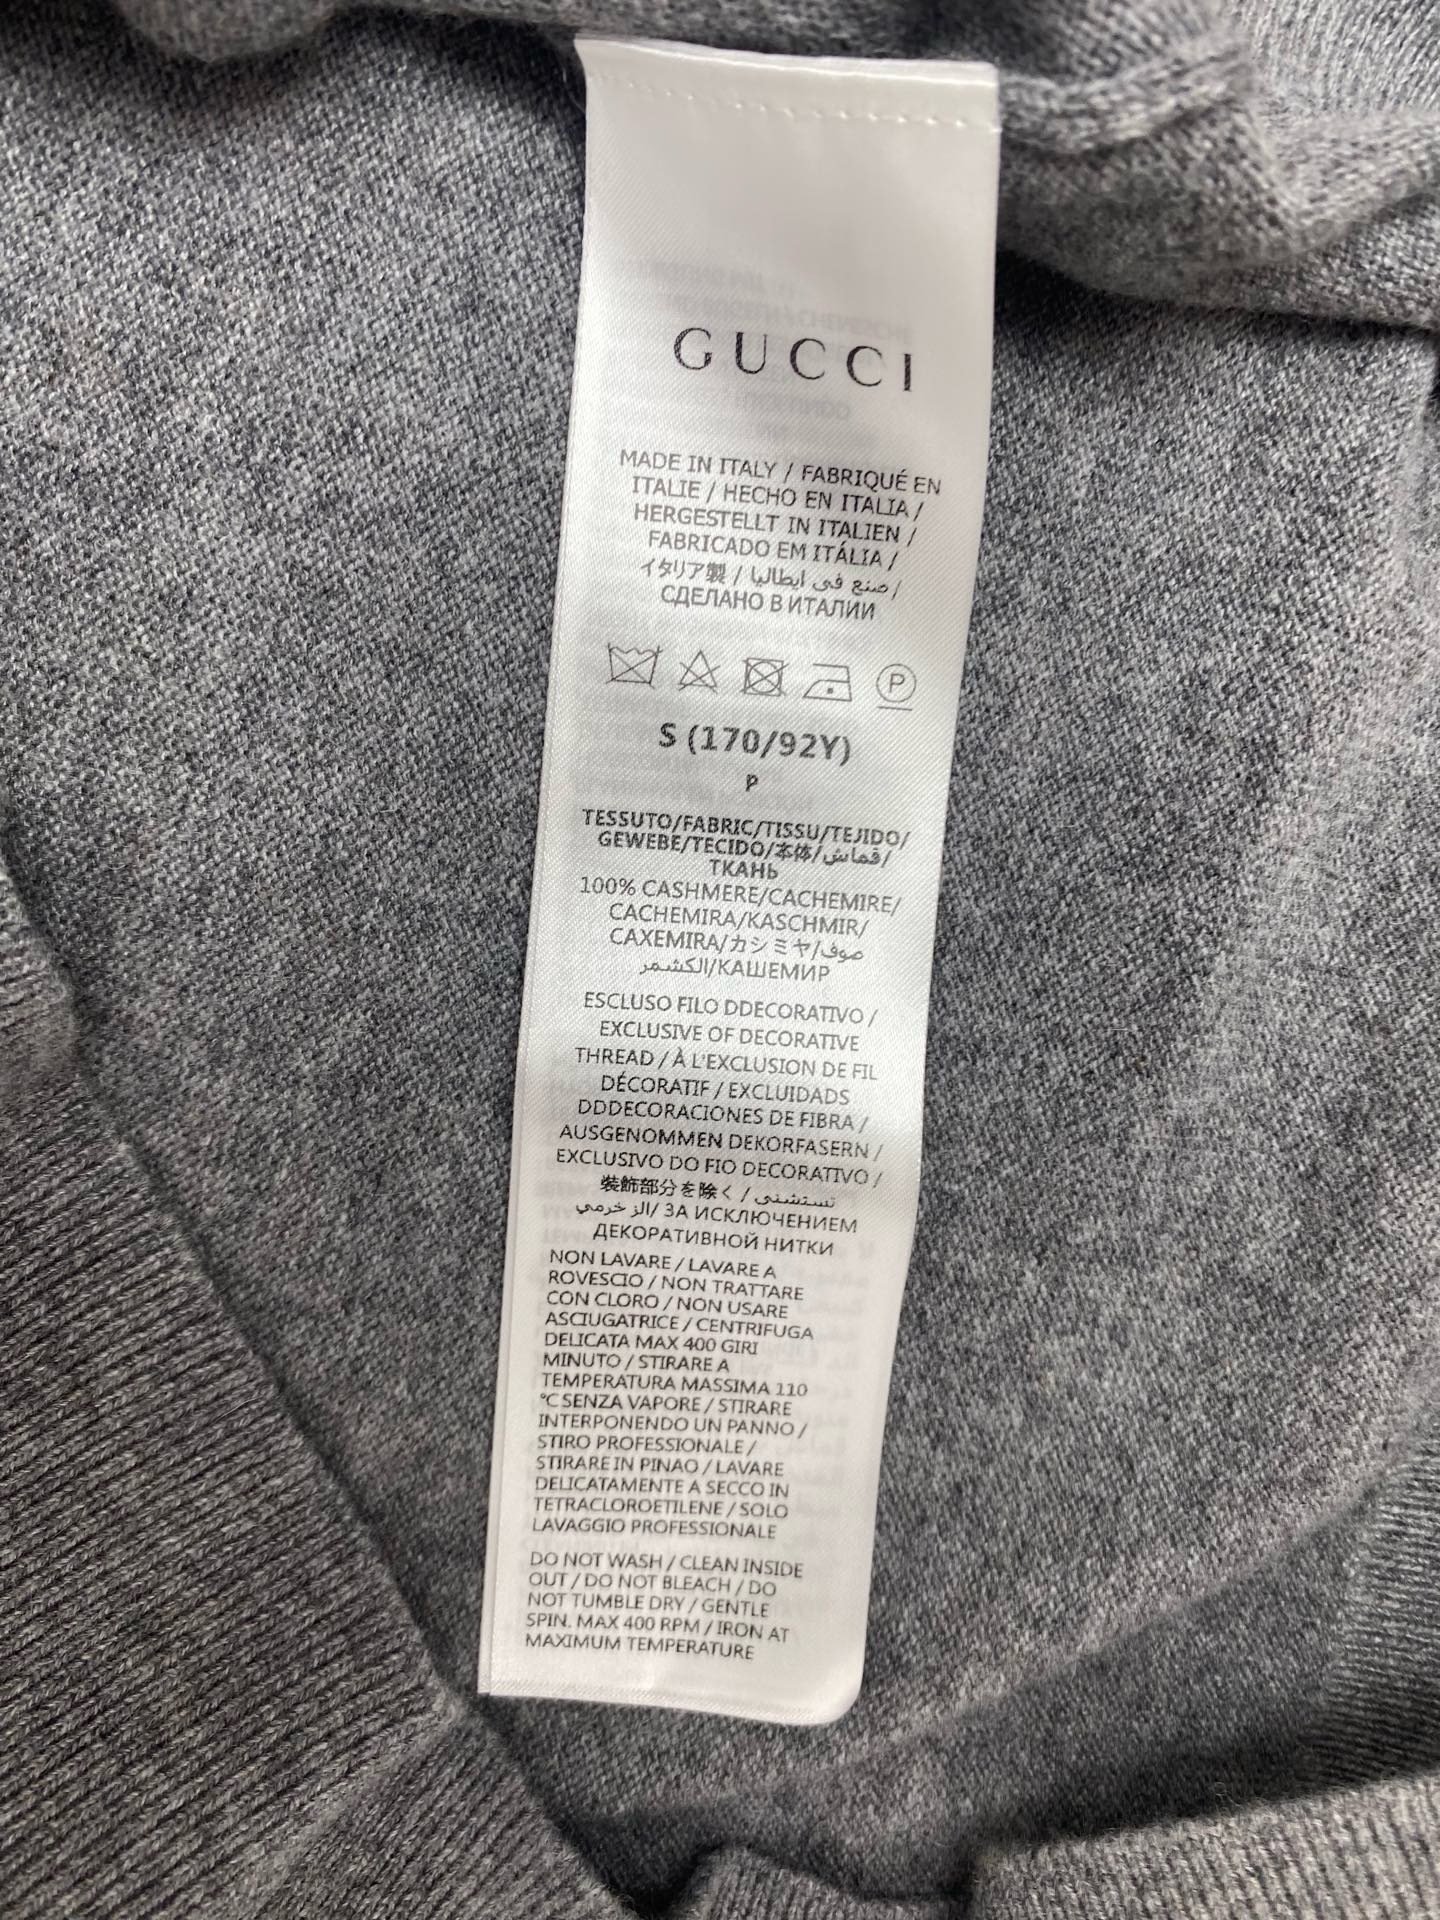 GUCCI
MADE IN ITALY / FABRIQUÉ EN
ITALIE / HECHO EN ITALIA /
HERGESTELLT IN ITALIEN /
FABRICADO EM ITÁLIA /
イタリア製 / صنع في ايطاليا /
СДЕЛАНО В ИТАЛИИ
P
S (170/92Y)
P
TESSUTO/FABRIC/TISSU/TEJIDO/
GEWEBE/TECIDO/本体/قماش/
ТКАНЬ
100% CASHMERE/CACHEMIRE/
CACHEMIRA/KASCHMIR/
CAXEMIRA/カシミヤ/صوف
الكشمر/КАШЕМИР
ESCLUSO FILO DDECORATIVO /
EXCLUSIVE OF DECORATIVE
THREAD / À L'EXCLUSION DE FIL
DÉCORATIF / EXCLUIDADS
DDDECORACIONES DE FIBRA /
AUSGENOMMEN DEKORFASERN /
EXCLUSIVO DO FIO DECORATIVO /
装飾部分を除く / تستشنى
الز خرمي/ ЗА ИСКЛЮЧЕНИЕМ
ДЕКОРАТИВНОЙ НИТКИ
NON LAVARE / LAVARE A
ROVESCIO / NON TRATTARE
CON CLORO / NON USARE
ASCIUGATRICE / CENTRIFUGA
DELICATA MAX 400 GIRI
MINUTO / STIRARE A
TEMPERATURA MASSIMA 110
°C SENZA VAPORE / STIRARE
INTERPONENDO UN PANNO /
STIRO PROFESSIONALE /
STIRARE IN PINAO / LAVARE
DELICATAMENTE A SECCO IN
TETRACLOROETILENE / SOLO
LAVAGGIO PROFESSIONALE
DO NOT WASH / CLEAN INSIDE
OUT / DO NOT BLEACH / DO
NOT TUMBLE DRY / GENTLE
SPIN. MAX 400 RPM / IRON AT
MAXIMUM TEMPERATURE